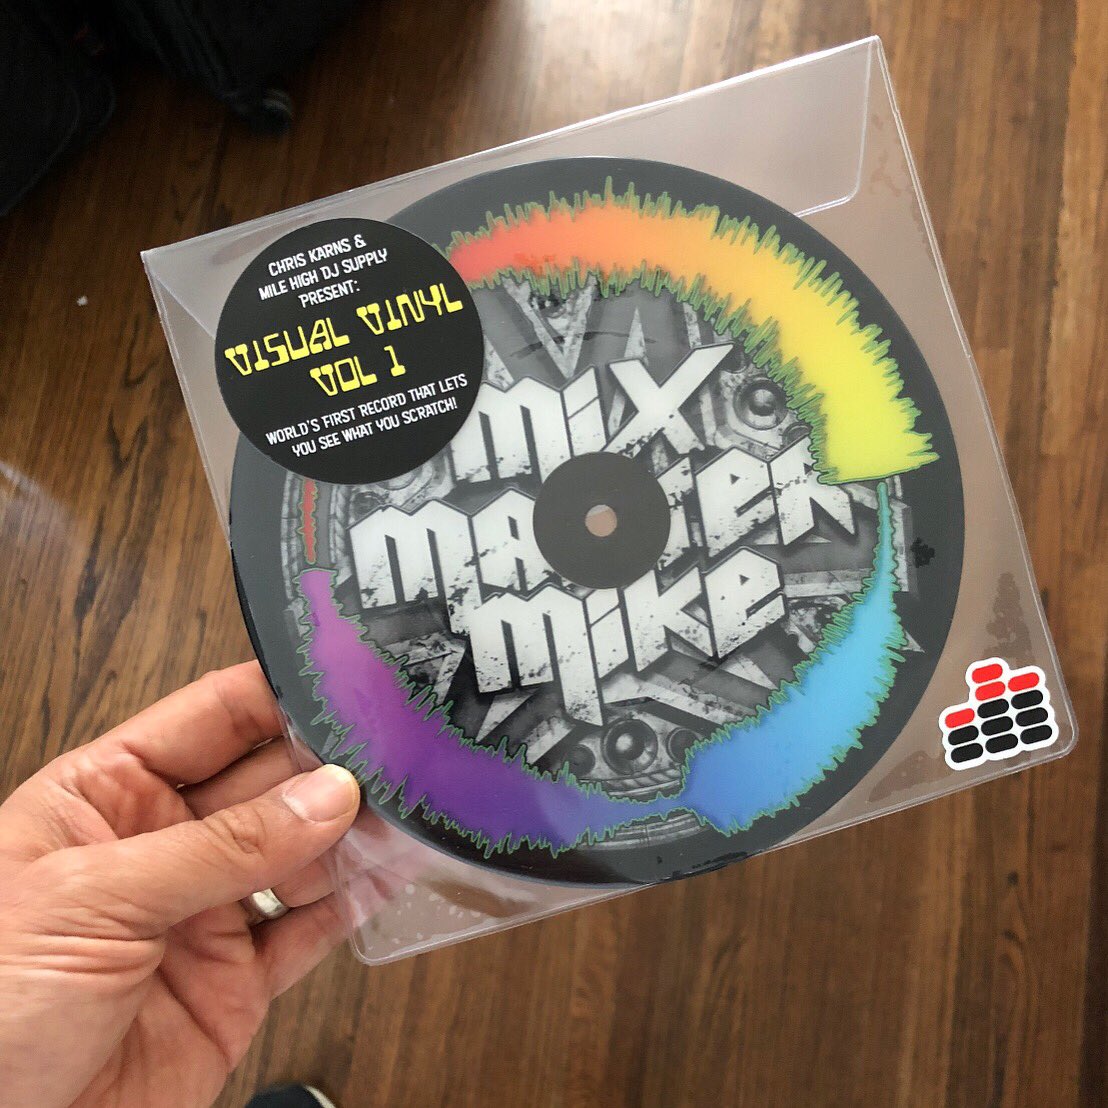 CHRIS KARNS &
MILE HIGH DJ SUPPLY
PRESENT:
VISUAL VINYL
VOL 1
WORLD'S FIRST RECORD THAT LETS
YOU SEE WHAT YOU SCRATCH!
MiX
MASTER
MiKE